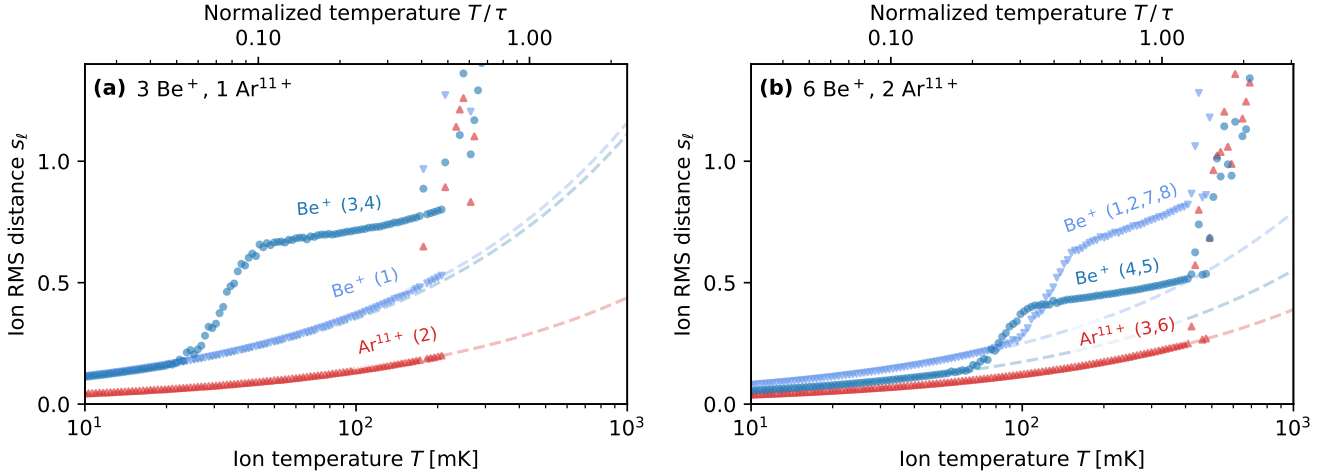 Normalized temperature T/τ
0.10 1.00
(a) 3 Be⁺, 1 Ar¹¹⁺
Ion RMS distance sℓ
1.0
0.5
0.0
Be⁺ (3,4)
Be⁺ (1)
Ar¹¹⁺ (2)
10¹ 10² 10³
Ion temperature T [mK]
Normalized temperature T/τ
0.10 1.00
(b) 6 Be⁺, 2 Ar¹¹⁺
Ion RMS distance sℓ
1.0
0.5
0.0
Be⁺ (1,2,7,8)
Be⁺ (4,5)
Ar¹¹⁺ (3,6)
10¹ 10² 10³
Ion temperature T [mK]